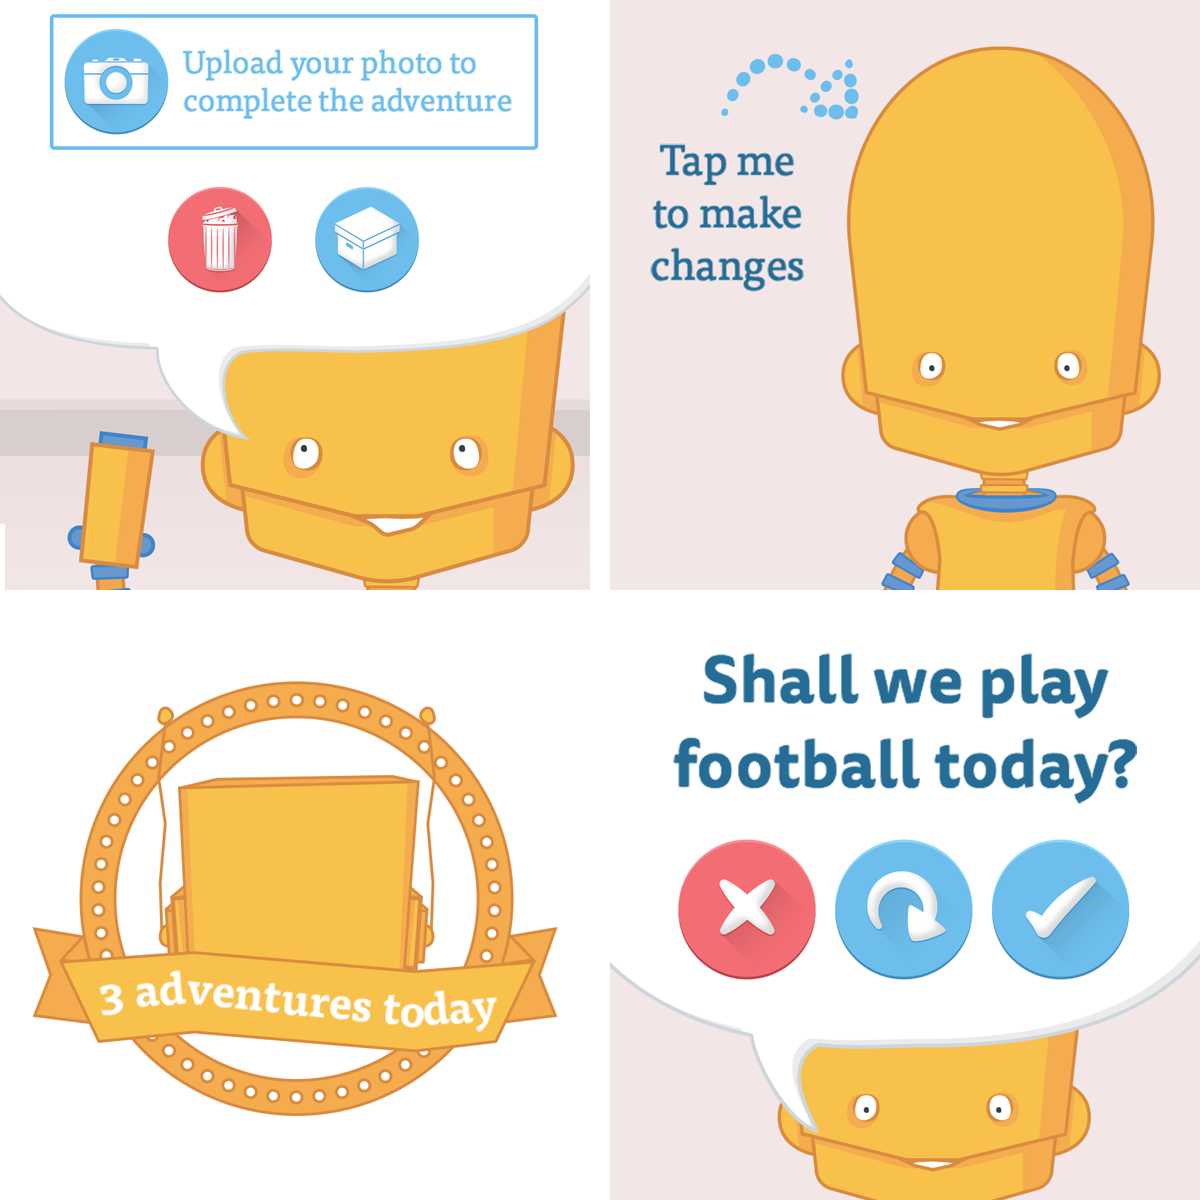 Upload your photo to
complete the adventure
Tap me
to make
changes
3 adventures today
Shall we play
football today?